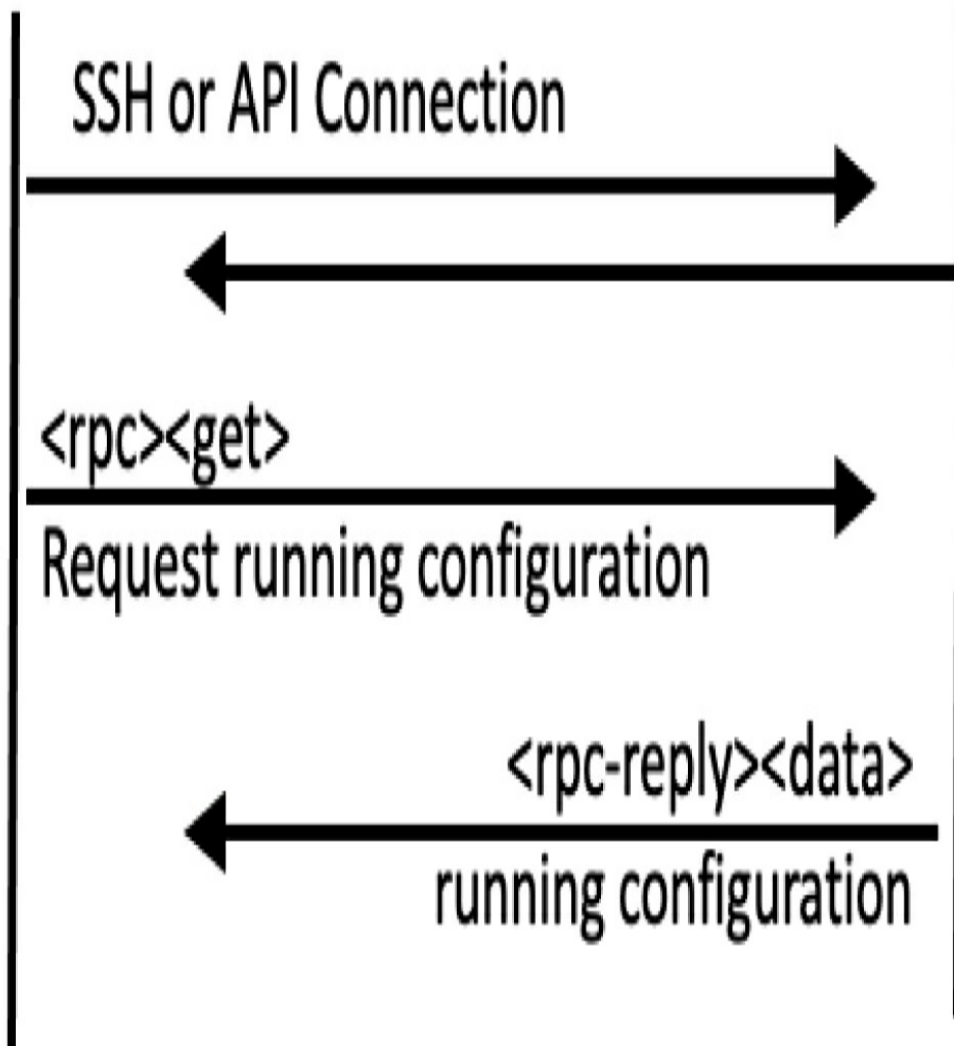 SSH or API Connection
<rpc><get>
Request running configuration
<rpc-reply><data>
running configuration